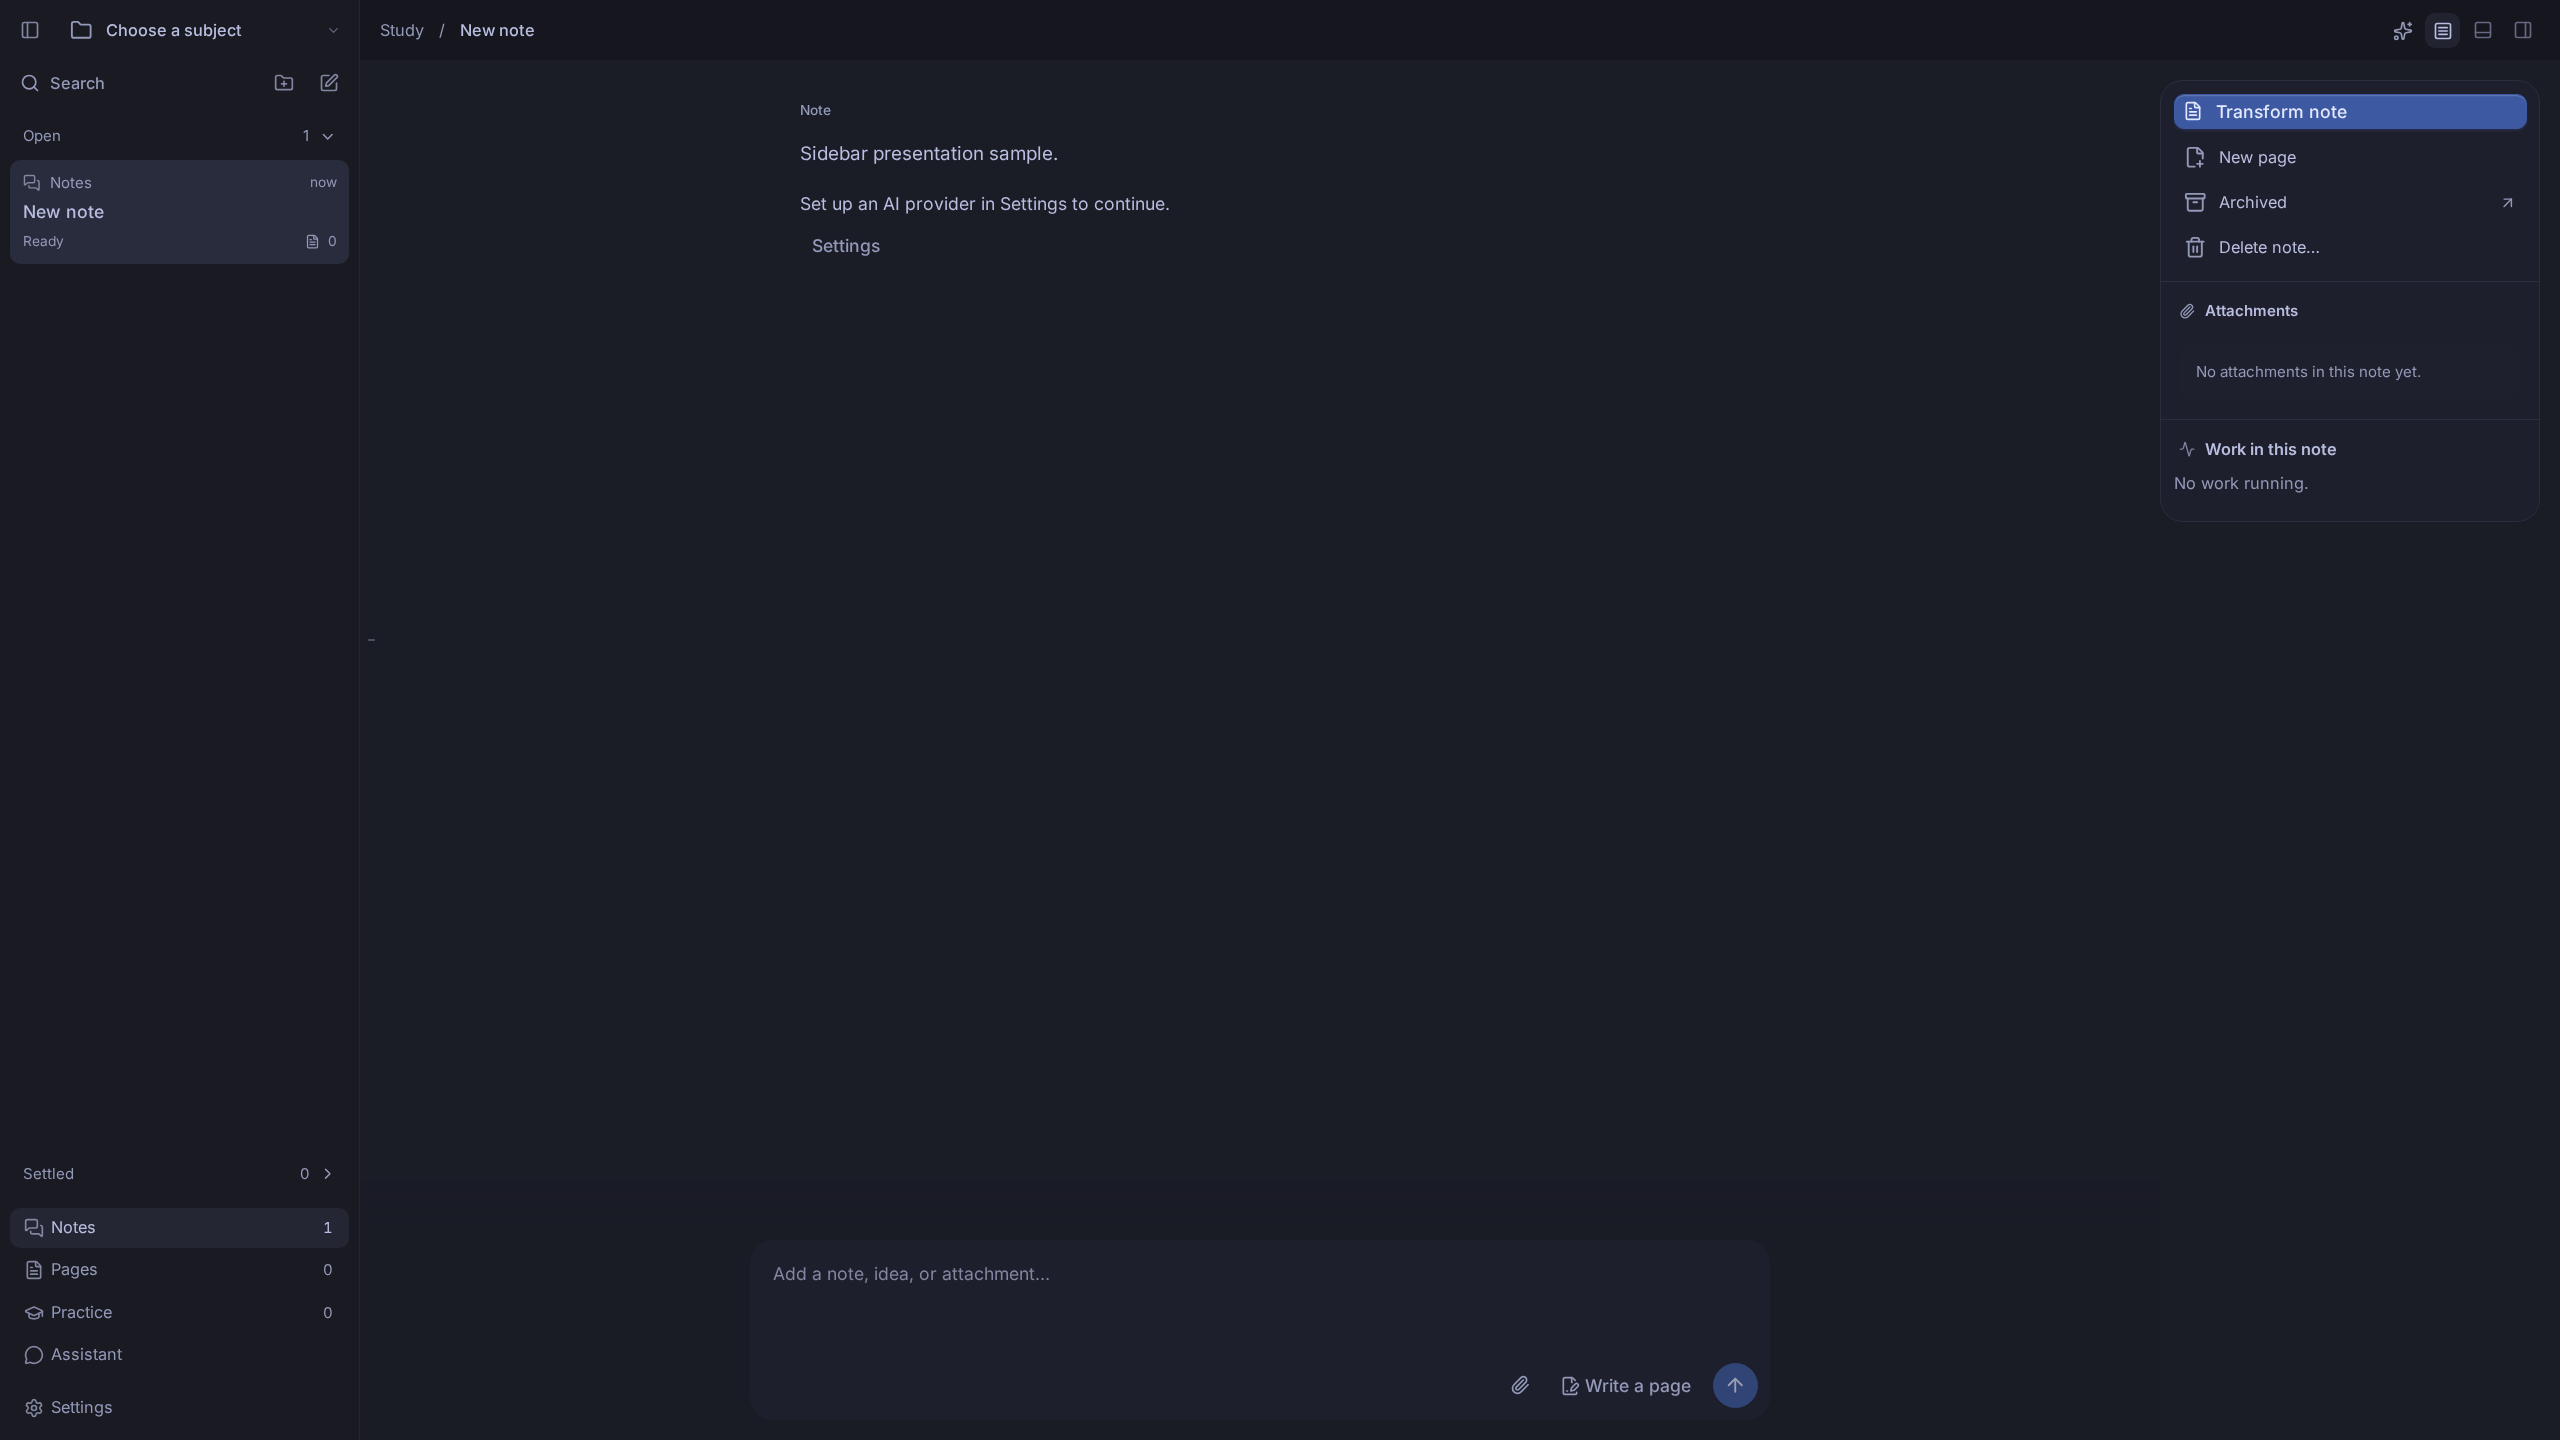 Choose a subject
Search
Open 1
Notes now
New note
Ready 0
Settled 0
Notes 1
Pages 0
Practice 0
Assistant
Settings
Study / New note
Note
Sidebar presentation sample.
Set up an AI provider in Settings to continue.
Settings
Add a note, idea, or attachment...
Write a page
Transform note
New page
Archived
Delete note...
Attachments
No attachments in this note yet.
Work in this note
No work running.